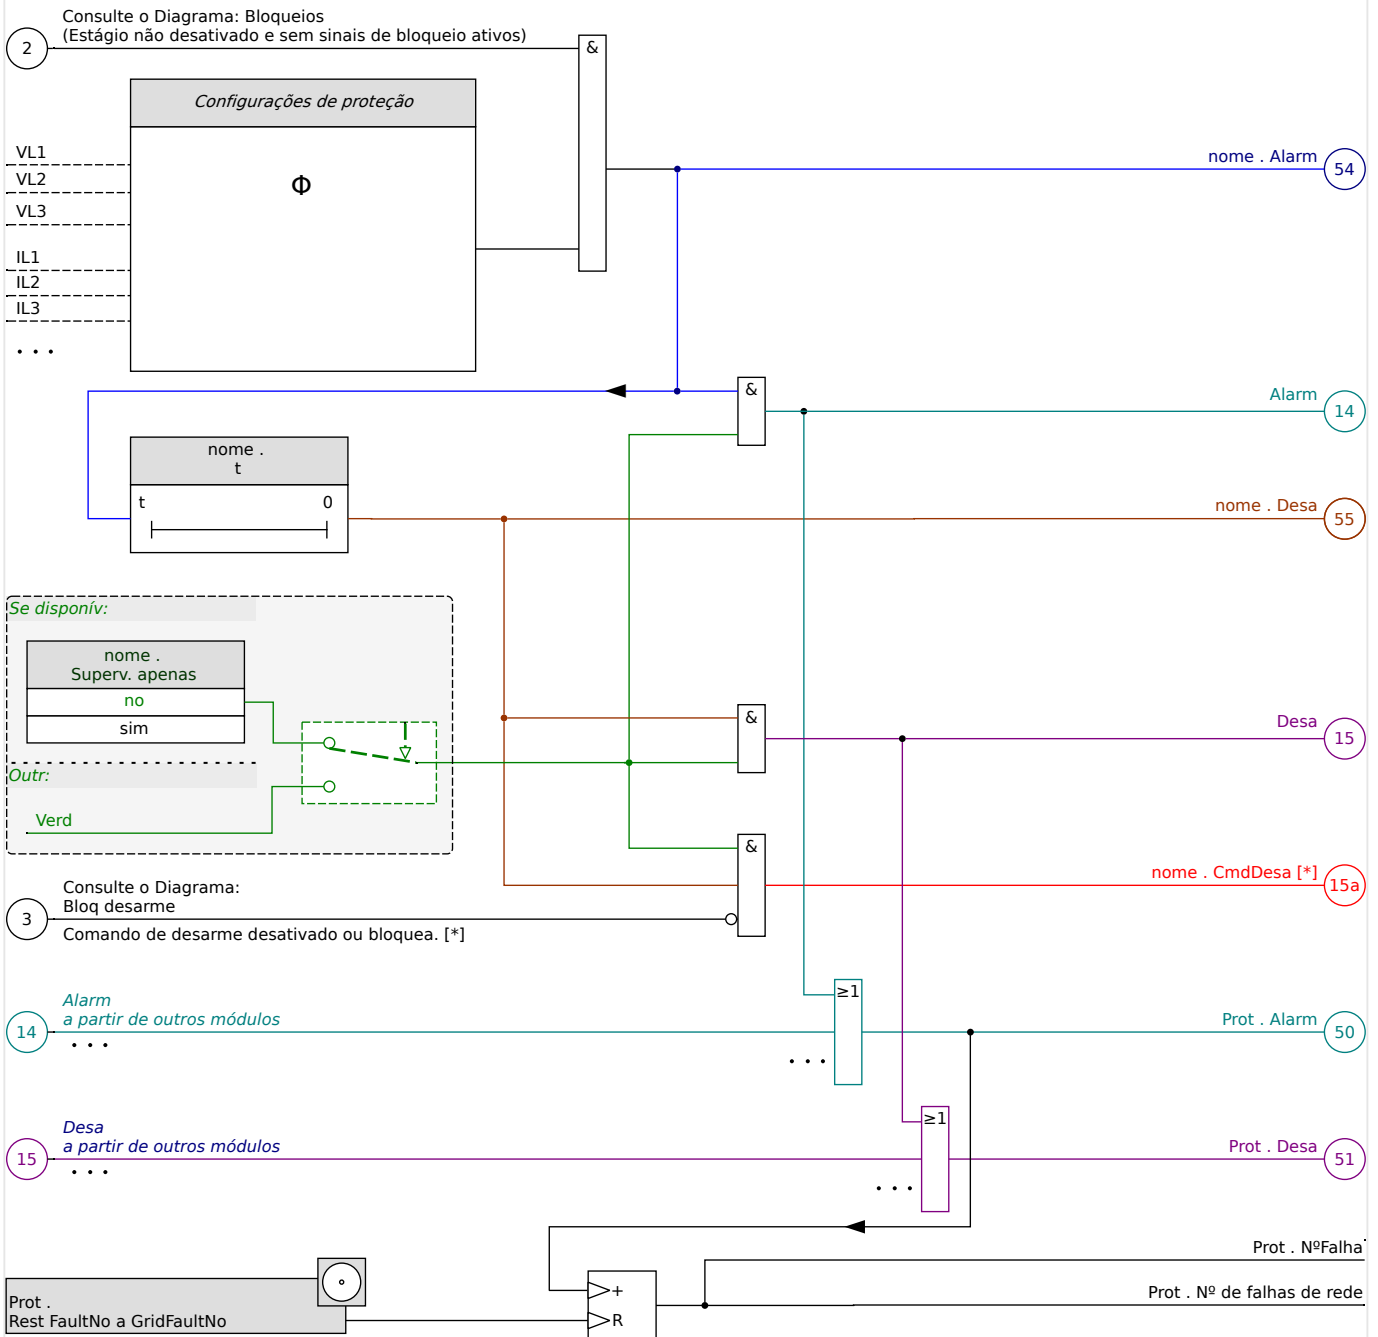 Consulte o Diagrama: Bloqueios
(Estágio não desativado e sem sinais de bloqueio ativos)
2
&
Configurações de proteção
VL1
VL2
VL3
Φ
IL1
IL2
IL3
. . .
nome . Alarm
54
&
Alarm
14
nome .
t
t
0
nome . Desa
55
Se disponív:
nome .
Superv. apenas
no
sim
Outr:
Verd
&
Desa
15
&
nome . CmdDesa [*]
15a
Consulte o Diagrama:
Bloq desarme
3
Comando de desarme desativado ou bloquea. [*]
Alarm
a partir de outros módulos
14
. . .
≥1
. . .
Prot . Alarm
50
Desa
a partir de outros módulos
15
. . .
≥1
. . .
Prot . Desa
51
Prot . NºFalha
Prot . Nº de falhas de rede
Prot .
Rest FaultNo a GridFaultNo
+
R